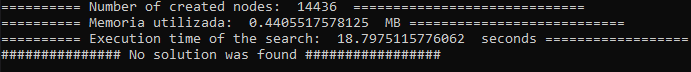 ========== Number of created nodes:  14436  =============================
========== Memoria utilizada:  0.4405517578125  MB ===========================
========== Execution time of the search:  18.7975115776062  seconds ==================
############### No solution was found #################